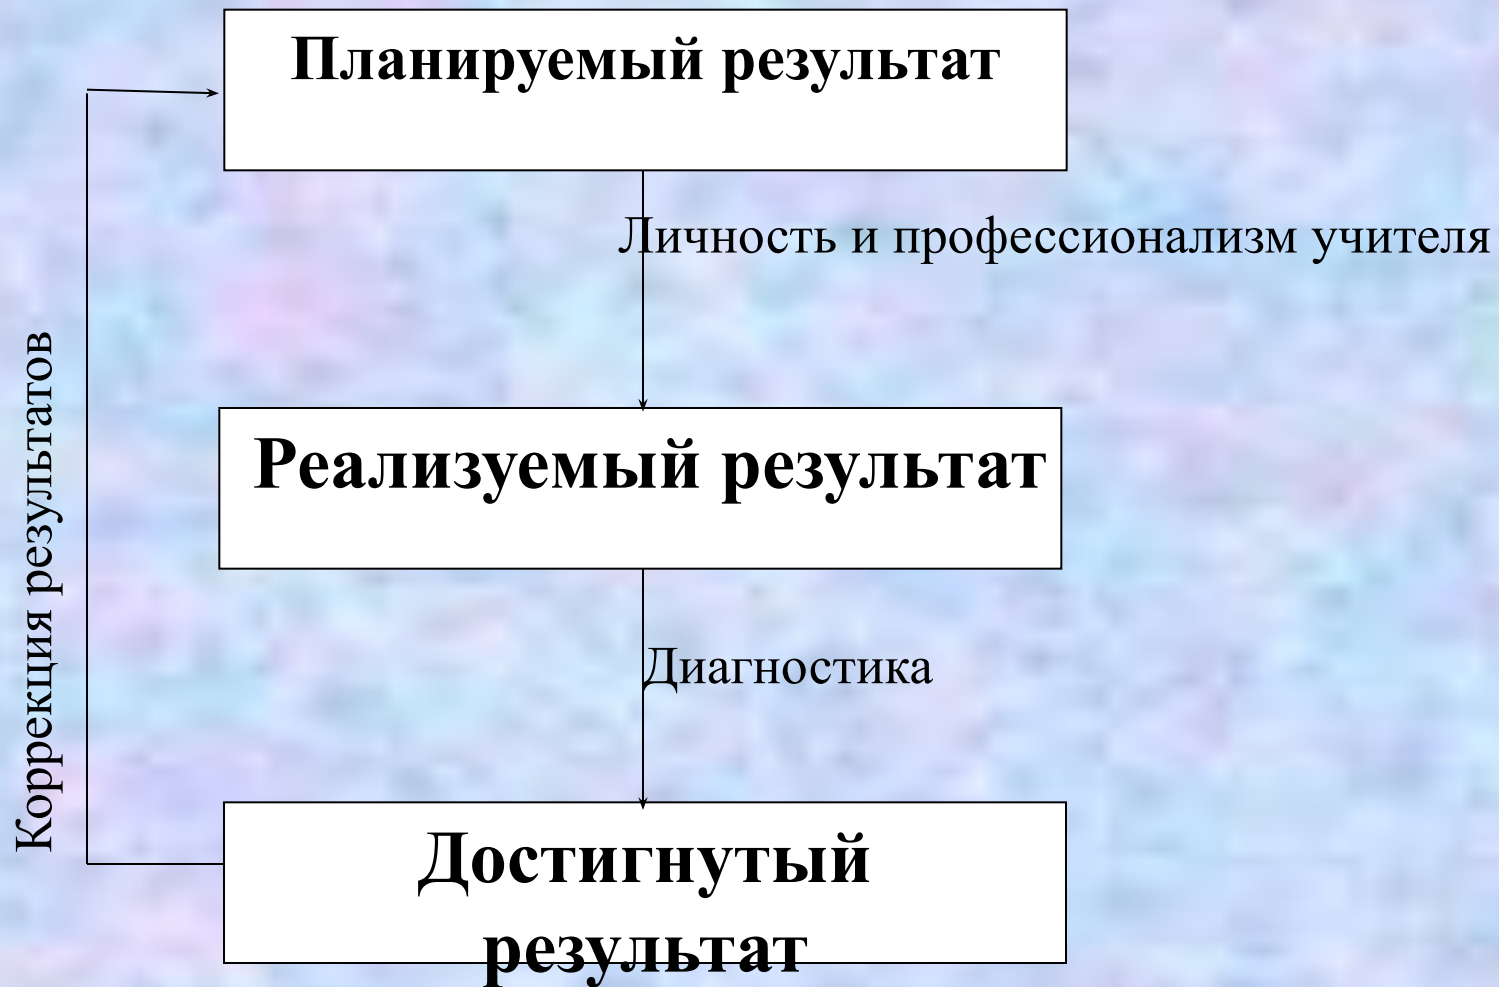 Планируемый результат
Личность и профессионализм учителя
Коррекция результатов
Реализуемый результат
Диагностика
Достигнутый
результат